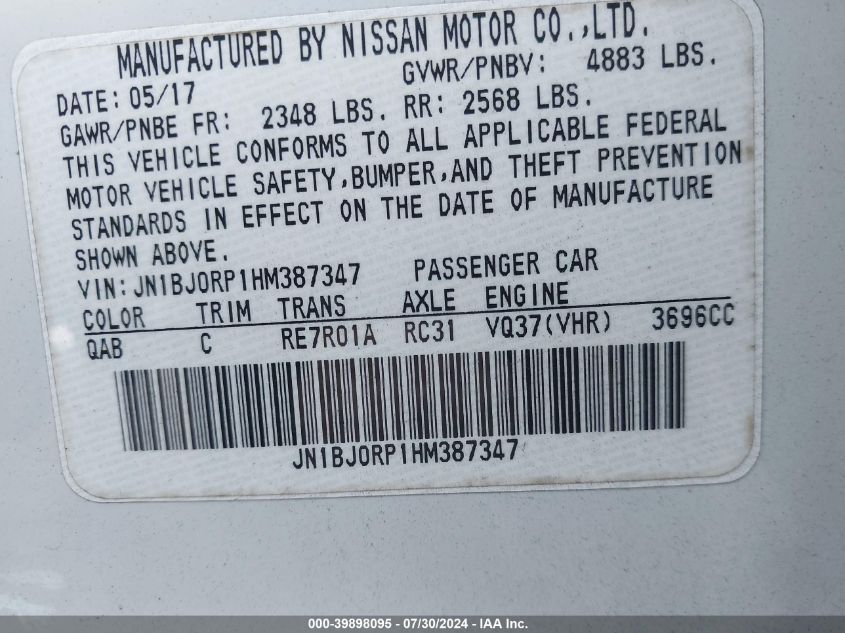 MANUFACTURED BY NISSAN MOTOR CO.,LTD.
DATE: 05/17 GVWR/PNBV: 4883 LBS.
GAWR/PNBE FR: 2348 LBS. RR: 2568 LBS.
THIS VEHICLE CONFORMS TO ALL APPLICABLE FEDERAL
MOTOR VEHICLE SAFETY,BUMPER,AND THEFT PREVENTION
STANDARDS IN EFFECT ON THE DATE OF MANUFACTURE
SHOWN ABOVE.
VIN: JN1BJ0RP1HM387347 PASSENGER CAR
COLOR TRIM TRANS AXLE ENGINE
QAB C RE7R01A RC31 VQ37(VHR) 3696CC
JN1BJ0RP1HM387347
000-39898095 - 07/30/2024 - IAA Inc.